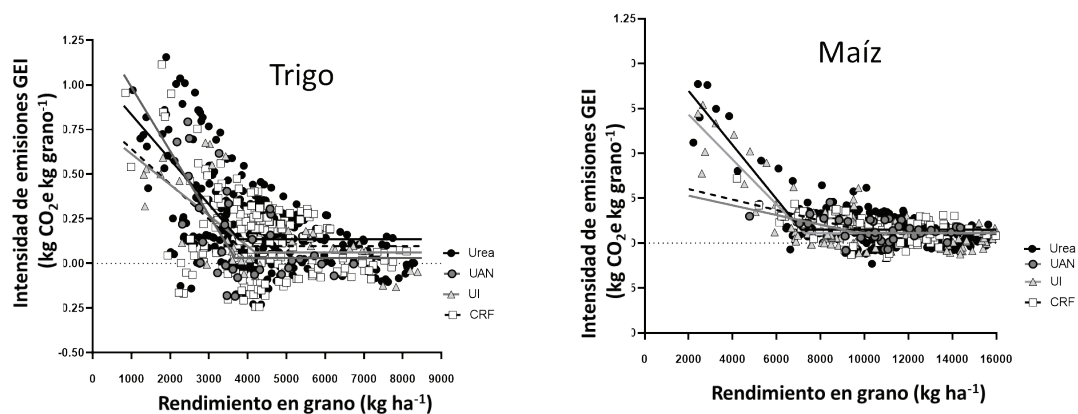 Trigo
Intensidad de emisiones GEI
(kg CO₂e kg grano⁻¹)
1.25
1.00
0.75
0.50
0.25
0.00
0.25
-0.50
0 1000 2000 3000 4000 5000 6000 7000 8000 9000
Rendimiento en grano (kg ha⁻¹)
Urea
UAN
UI
CRF
Maíz
Intensidad de emisiones GEI
(kg CO₂e kg grano⁻¹)
1.25
0 2000 4000 6000 8000 10000 12000 14000 16000
Rendimiento en grano (kg ha⁻¹)
Urea
UAN
UI
CRF